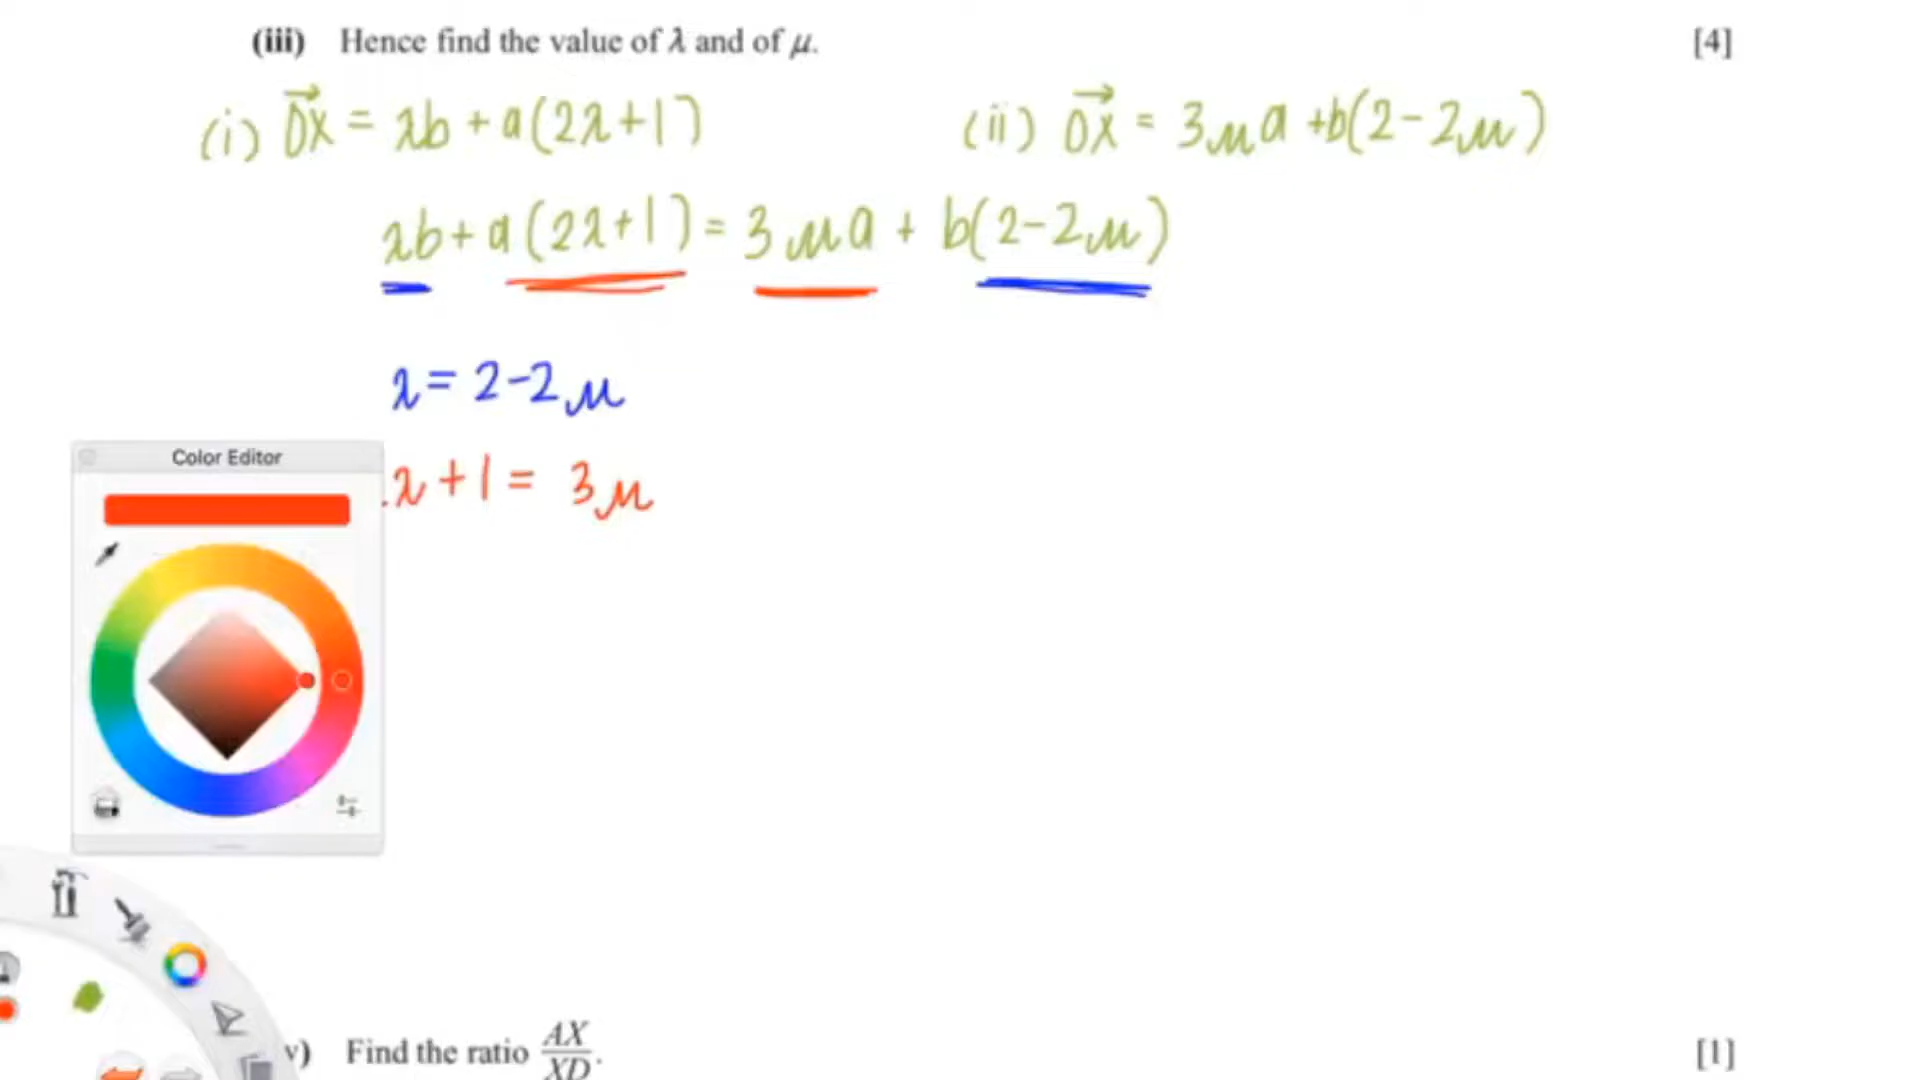 (iii) Hence find the value of λ and of μ. [4]
(i) OX⃗ = λb + a(2λ+1)
(ii) OX⃗ = 3μa + b(2-2μ)
λb + a(2λ+1) = 3μa + b(2-2μ)
λ = 2-2μ
λ + 1 = 3μ
Color Editor
v) Find the ratio AX/XD. [1]